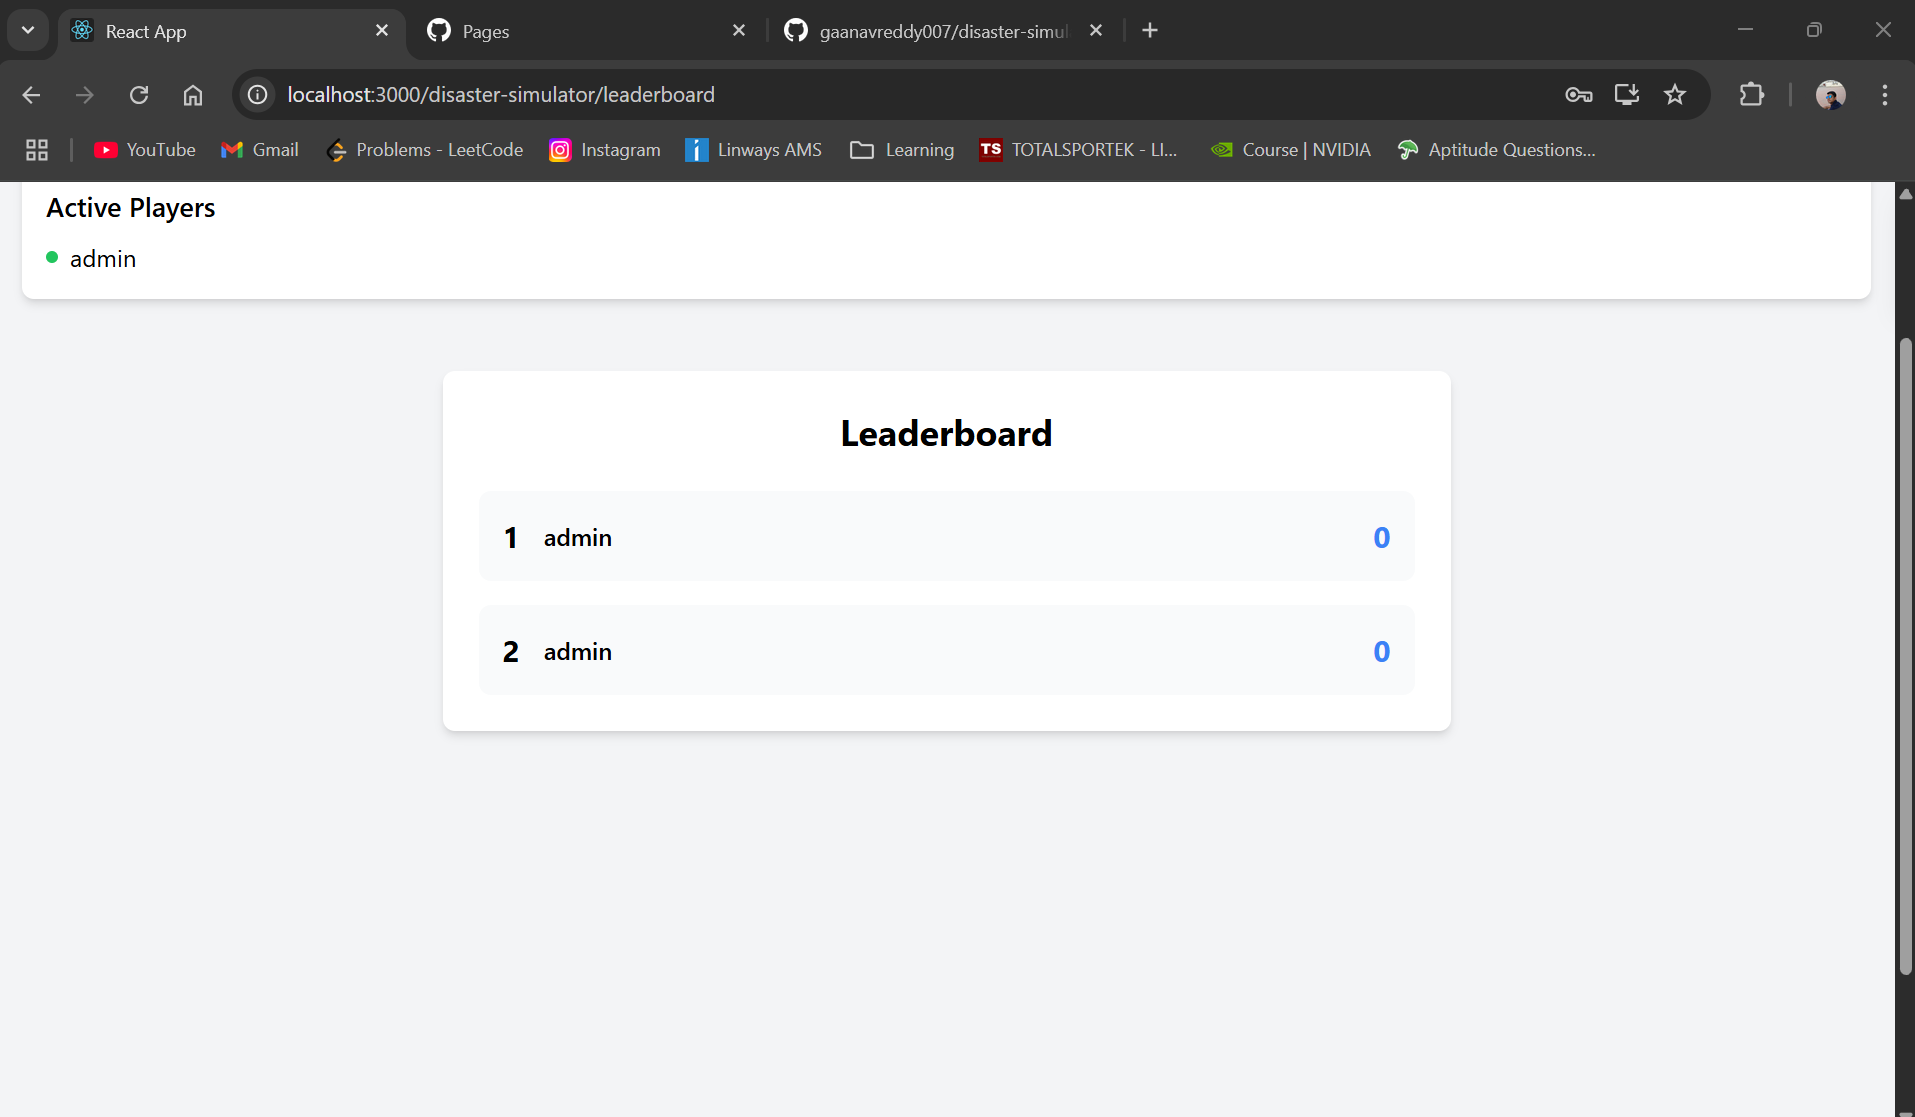 React App
Pages
gaanavreddy007/disaster-simul
localhost:3000/disaster-simulator/leaderboard
YouTube
Gmail
Problems - LeetCode
Instagram
Linways AMS
Learning
TS TOTALSPORTEK - LI...
Course | NVIDIA
Aptitude Questions...
Active Players
admin
Leaderboard
1 admin 0
2 admin 0